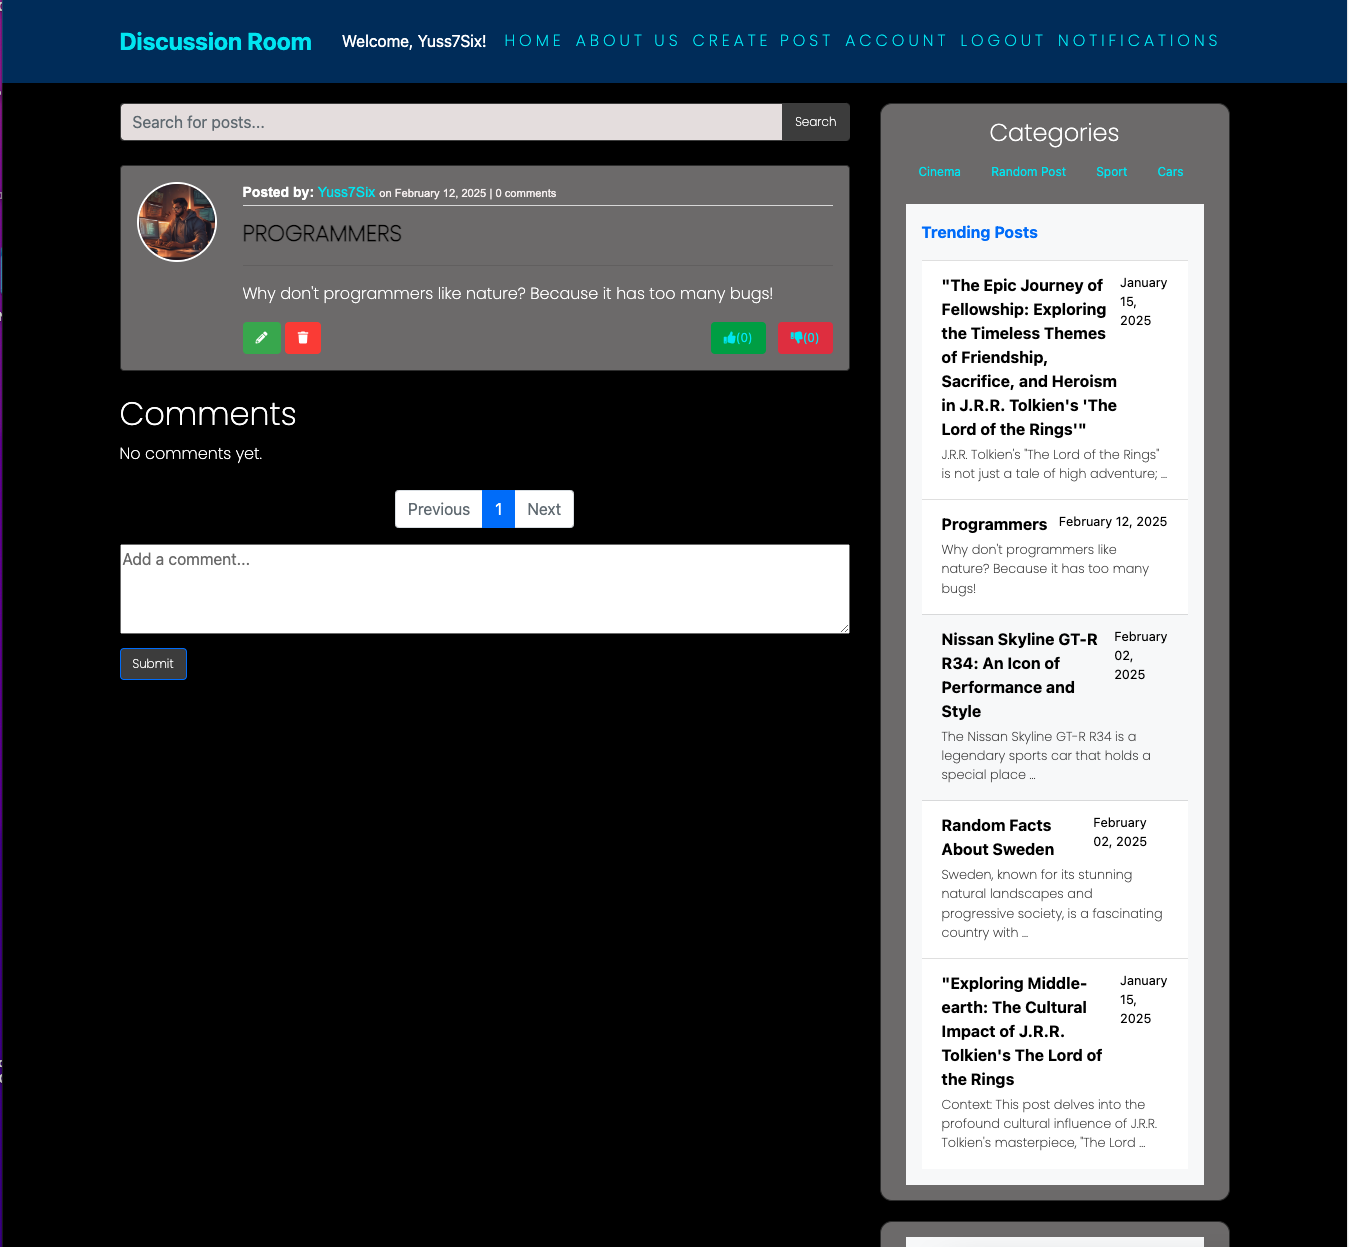 Discussion Room
Welcome, Yuss7Six!
HOME ABOUT US CREATE POST ACCOUNT LOGOUT NOTIFICATIONS
Search for posts...
Search
Posted by: Yuss7Six on February 12, 2025 | 0 comments
PROGRAMMERS
Why don't programmers like nature? Because it has too many bugs!
(0)
(0)
Comments
No comments yet.
Previous 1 Next
Add a comment...
Submit
Categories
Cinema Random Post Sport Cars
Trending Posts
"The Epic Journey of
Fellowship: Exploring
the Timeless Themes
of Friendship,
Sacrifice, and Heroism
in J.R.R. Tolkien's 'The
Lord of the Rings'"
January
15,
2025
J.R.R. Tolkien's "The Lord of the Rings"
is not just a tale of high adventure; ...
Programmers
February 12, 2025
Why don't programmers like
nature? Because it has too many
bugs!
Nissan Skyline GT-R
R34: An Icon of
Performance and
Style
February
02,
2025
The Nissan Skyline GT-R R34 is a
legendary sports car that holds a
special place ...
Random Facts
About Sweden
February
02, 2025
Sweden, known for its stunning
natural landscapes and
progressive society, is a fascinating
country with ...
"Exploring Middle-
earth: The Cultural
Impact of J.R.R.
Tolkien's The Lord of
the Rings
January
15,
2025
Context: This post delves into the
profound cultural influence of J.R.R.
Tolkien's masterpiece, "The Lord ...